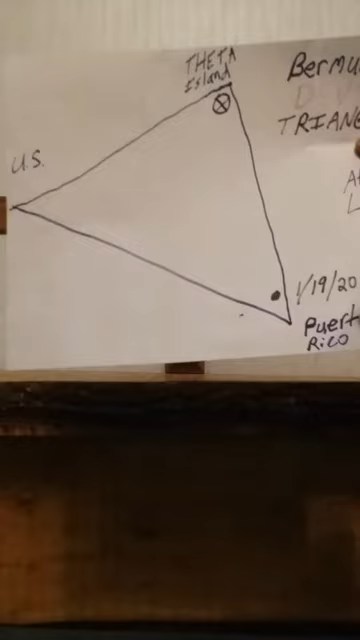 THETA
Island
Bermu
TRIANG
U.S.
1/19/20
Puert
Rico